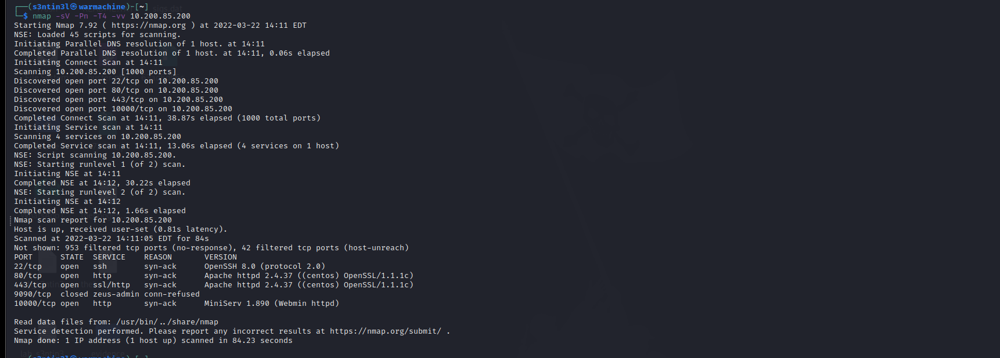 sigs.dat
┌──(s3ntin3l㉿warmachine)-[~]
└─$ nmap -sV -Pn -T4 -vv 10.200.85.200
Starting Nmap 7.92 ( https://nmap.org ) at 2022-03-22 14:11 EDT
NSE: Loaded 45 scripts for scanning.
Initiating Parallel DNS resolution of 1 host. at 14:11
Completed Parallel DNS resolution of 1 host. at 14:11, 0.06s elapsed
Initiating Connect Scan at 14:11
Scanning 10.200.85.200 [1000 ports]
Discovered open port 22/tcp on 10.200.85.200
Discovered open port 80/tcp on 10.200.85.200
Discovered open port 443/tcp on 10.200.85.200
Discovered open port 10000/tcp on 10.200.85.200
Completed Connect Scan at 14:11, 38.87s elapsed (1000 total ports)
Initiating Service scan at 14:11
Scanning 4 services on 10.200.85.200
Completed Service scan at 14:11, 13.06s elapsed (4 services on 1 host)
NSE: Script scanning 10.200.85.200.
NSE: Starting runlevel 1 (of 2) scan.
Initiating NSE at 14:11
Completed NSE at 14:12, 30.22s elapsed
NSE: Starting runlevel 2 (of 2) scan.
Initiating NSE at 14:12
Completed NSE at 14:12, 1.66s elapsed
Nmap scan report for 10.200.85.200
Host is up, received user-set (0.81s latency).
Scanned at 2022-03-22 14:11:05 EDT for 84s
Not shown: 953 filtered tcp ports (no-response), 42 filtered tcp ports (host-unreach)
PORT      STATE  SERVICE    REASON       VERSION
22/tcp    open   ssh        syn-ack      OpenSSH 8.0 (protocol 2.0)
80/tcp    open   http       syn-ack      Apache httpd 2.4.37 ((centos) OpenSSL/1.1.1c)
443/tcp   open   ssl/http   syn-ack      Apache httpd 2.4.37 ((centos) OpenSSL/1.1.1c)
9090/tcp  closed zeus-admin conn-refused
10000/tcp open   http       syn-ack      MiniServ 1.890 (Webmin httpd)
Read data files from: /usr/bin/../share/nmap
Service detection performed. Please report any incorrect results at https://nmap.org/submit/ .
Nmap done: 1 IP address (1 host up) scanned in 84.23 seconds
lab_s3ntin3 evidence
(s3ntin3l㉿warmachine)-[~]